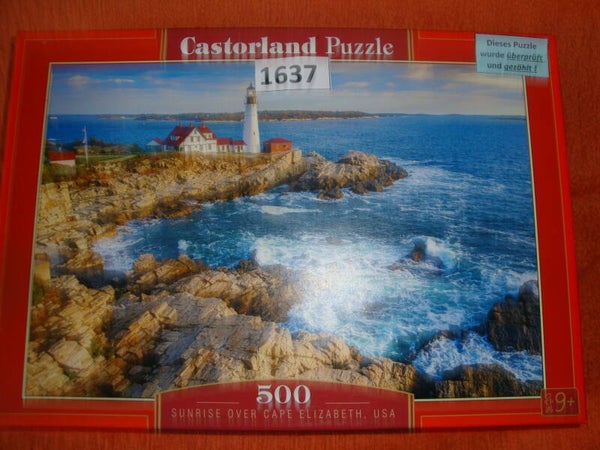 Castorland Puzzle
1637
Dieses Puzzle
wurde überprüft
und gezählt !
500
SUNRISE OVER CAPE ELIZABETH, USA
9+